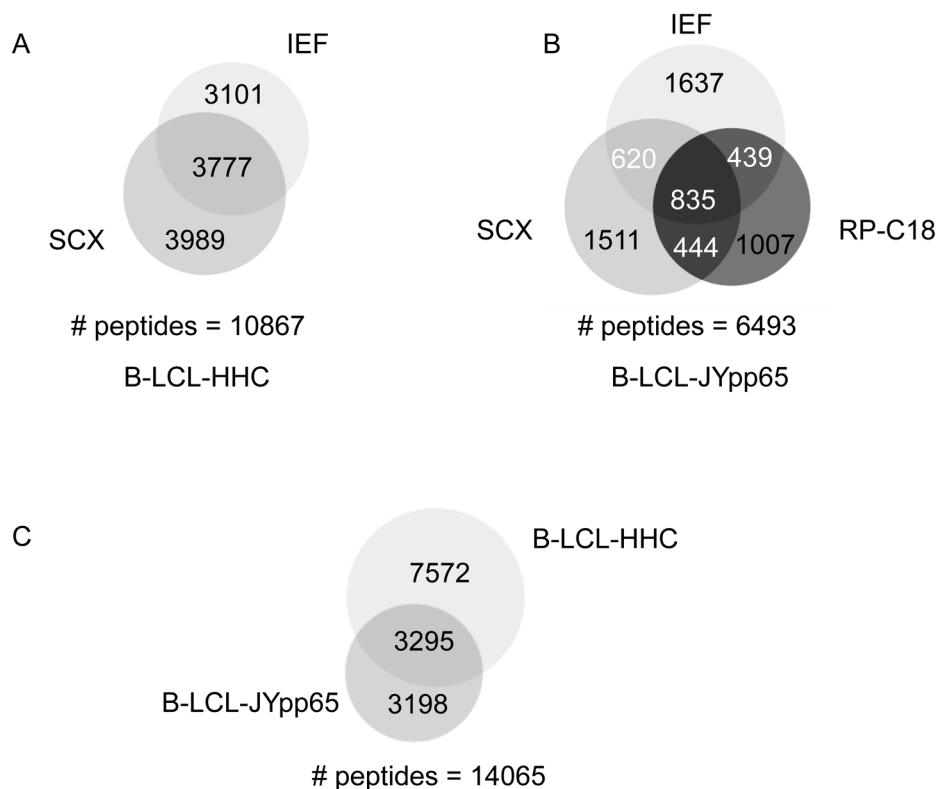 A
IEF
3101
3777
SCX
3989
# peptides = 10867
B-LCL-HHC
B
IEF
1637
620
439
835
SCX
1511
444
1007
RP-C18
# peptides = 6493
B-LCL-JYpp65
C
B-LCL-HHC
7572
3295
B-LCL-JYpp65
3198
# peptides = 14065